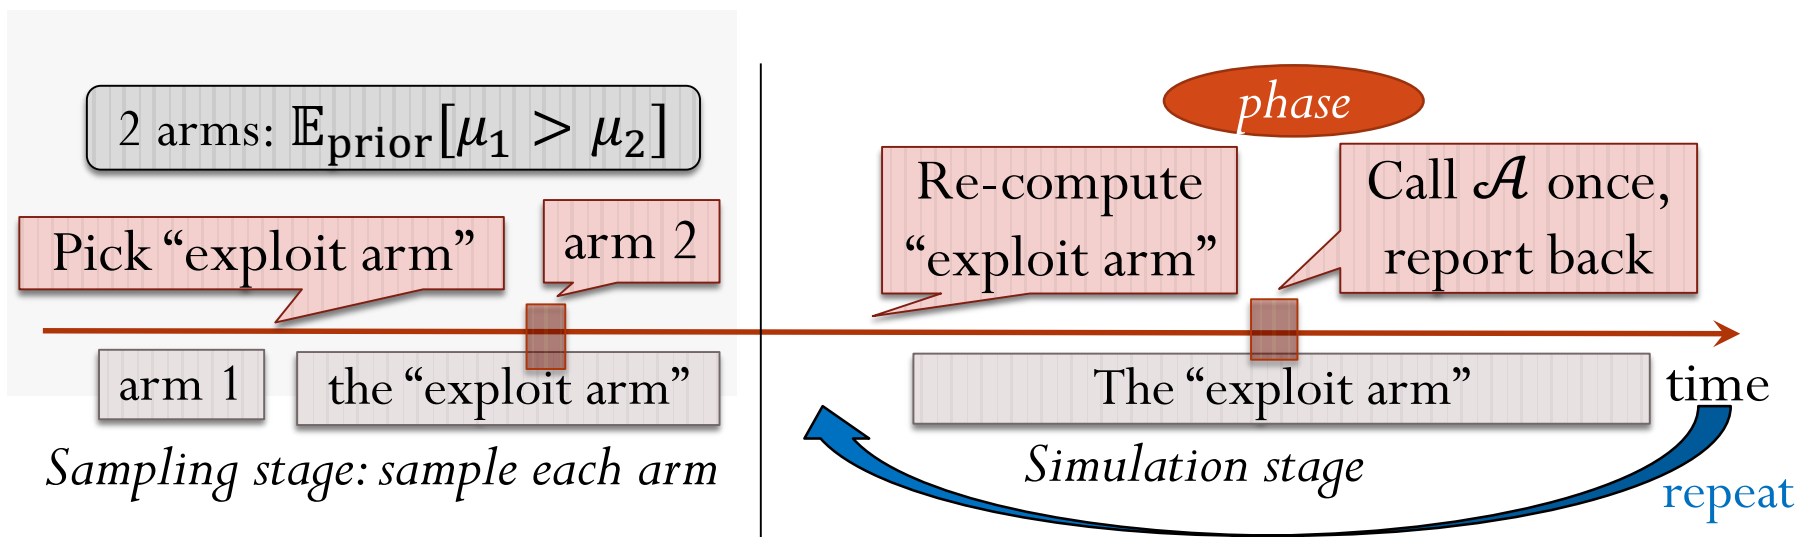 2 arms: 𝔼prior[μ1 > μ2]
Pick “exploit arm”
arm 2
arm 1
the “exploit arm”
Sampling stage: sample each arm
phase
Re-compute
“exploit arm”
Call 𝒜 once,
report back
The “exploit arm”
time
Simulation stage
repeat